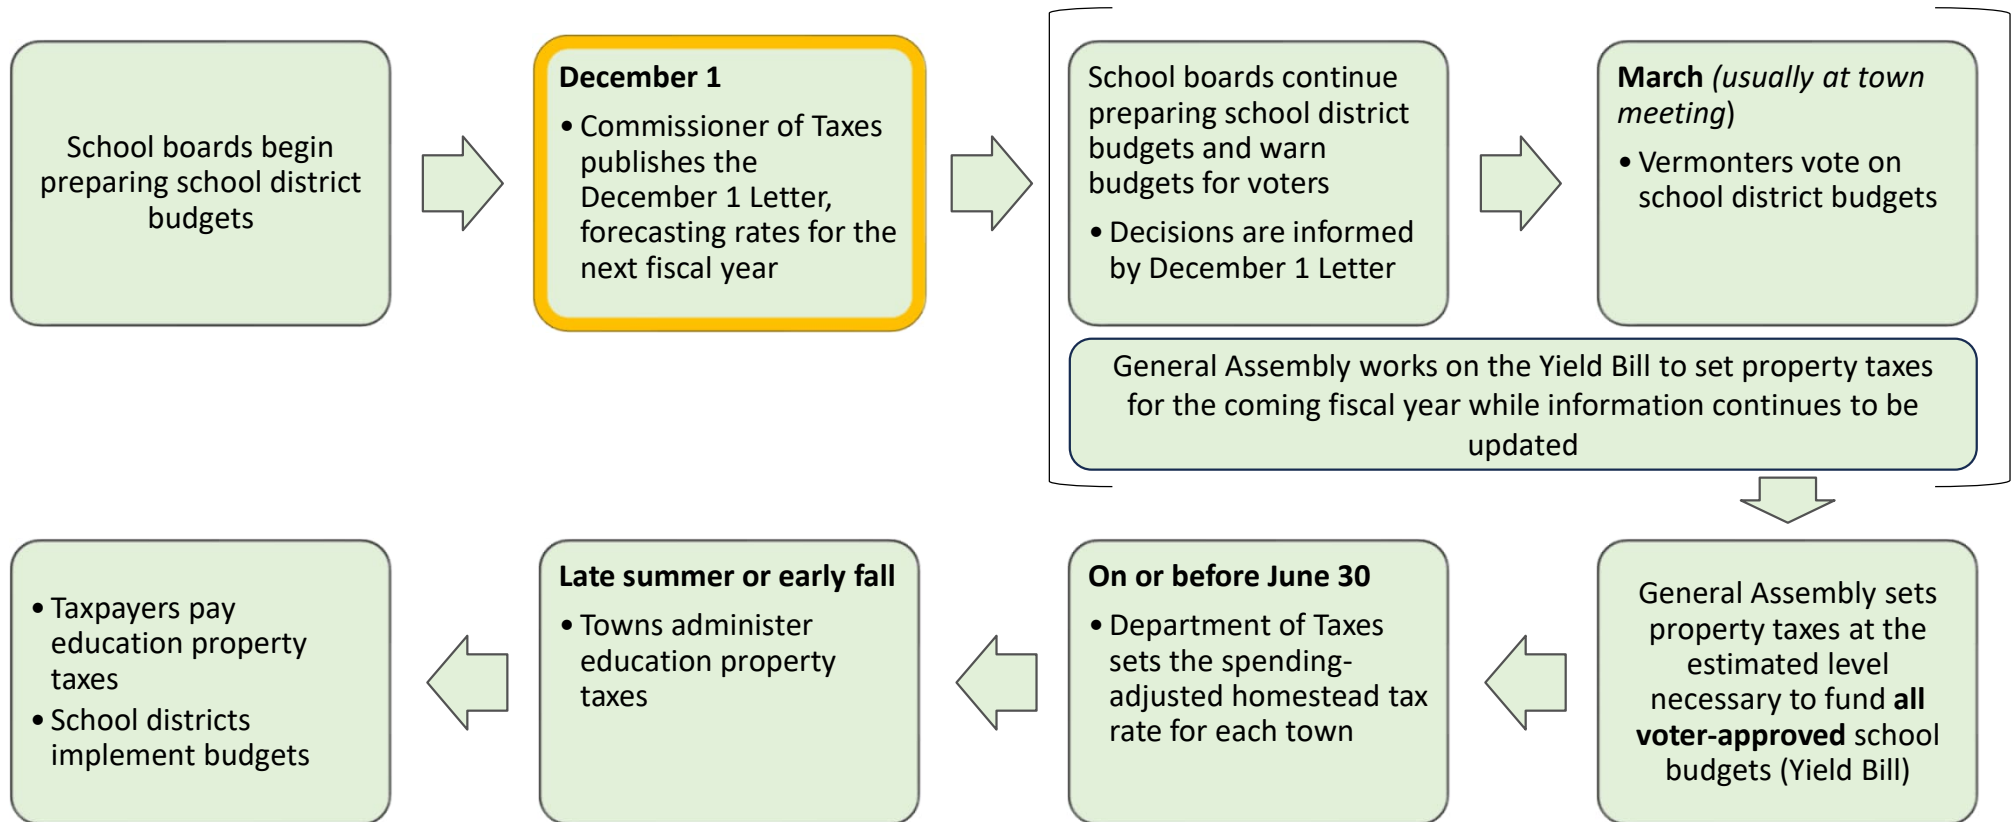 School boards begin
preparing school district
budgets
December 1
• Commissioner of Taxes
publishes the
December 1 Letter,
forecasting rates for the
next fiscal year
School boards continue
preparing school district
budgets and warn
budgets for voters
• Decisions are informed
by December 1 Letter
March (usually at town
meeting)
• Vermonters vote on
school district budgets
General Assembly works on the Yield Bill to set property taxes
for the coming fiscal year while information continues to be
updated
General Assembly sets
property taxes at the
estimated level
necessary to fund all
voter-approved school
budgets (Yield Bill)
On or before June 30
• Department of Taxes
sets the spending-
adjusted homestead tax
rate for each town
Late summer or early fall
• Towns administer
education property
taxes
• Taxpayers pay
education property
taxes
• School districts
implement budgets